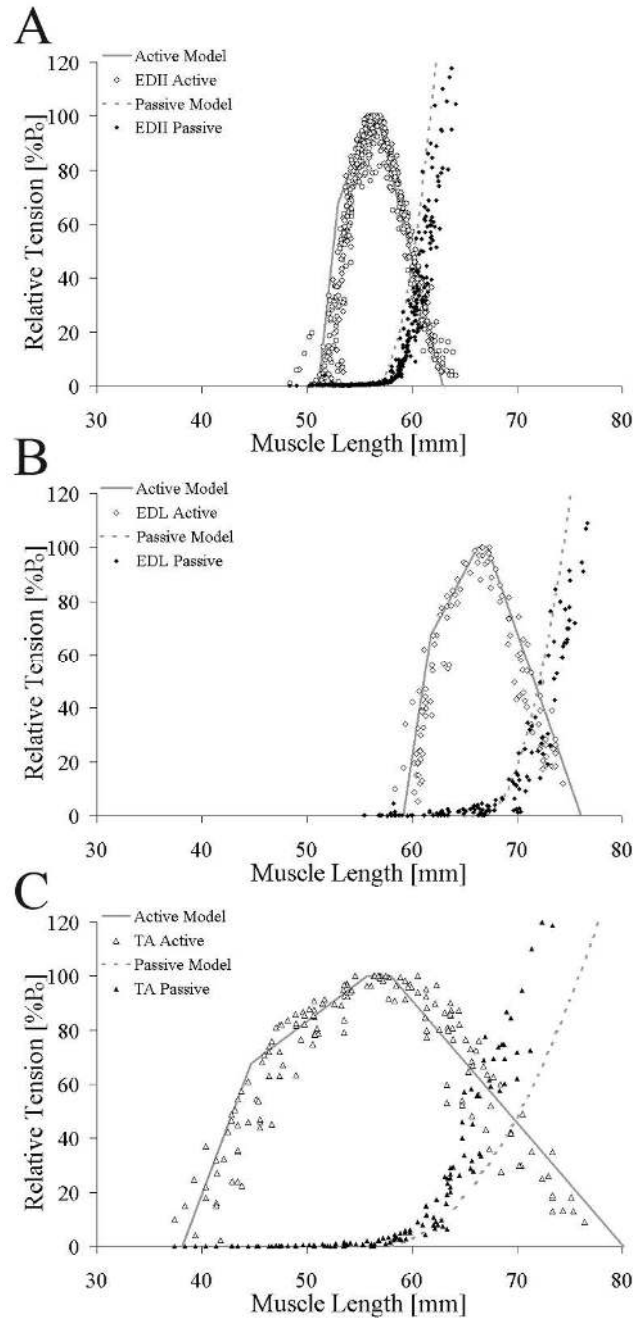 A
Active Model
EDII Active
Passive Model
EDII Passive
Relative Tension [%Po]
120
100
80
60
40
20
0
30 40 50 60 70 80
Muscle Length [mm]
B
Active Model
EDL Active
Passive Model
EDL Passive
Relative Tension [%Po]
120
100
80
60
40
20
0
30 40 50 60 70 80
Muscle Length [mm]
C
Active Model
TA Active
Passive Model
TA Passive
Relative Tension [%Po]
120
100
80
60
40
20
0
30 40 50 60 70 80
Muscle Length [mm]